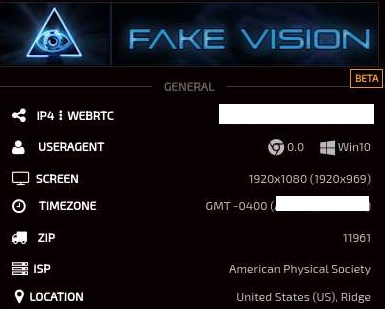 FAKE VISION
GENERAL
BETA
IP4 ⋮ WEBRTC
USERAGENT 0.0 Win10
SCREEN 1920x1080 (1920x969)
TIMEZONE GMT -0400 (
ZIP 11961
ISP American Physical Society
LOCATION United States (US), Ridge